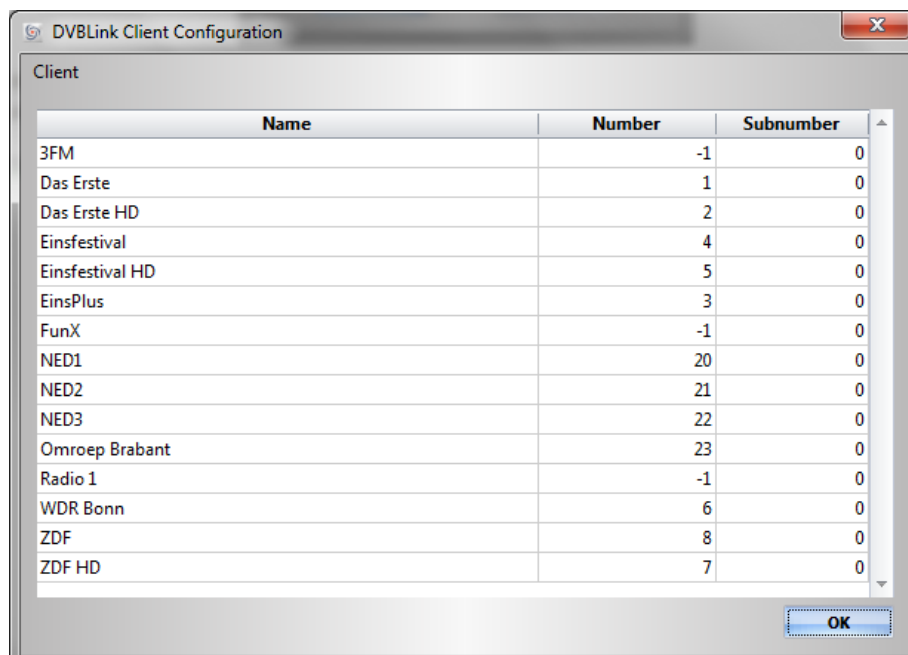 DVBLink Client Configuration
Client
Name Number Subnumber
3FM -1 0
Das Erste 1 0
Das Erste HD 2 0
Einsfestival 4 0
Einsfestival HD 5 0
EinsPlus 3 0
FunX -1 0
NED1 20 0
NED2 21 0
NED3 22 0
Omroep Brabant 23 0
Radio 1 -1 0
WDR Bonn 6 0
ZDF 8 0
ZDF HD 7 0
OK